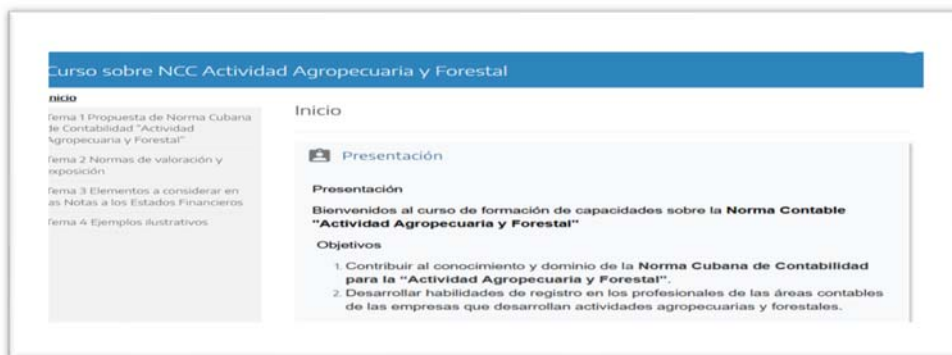 Curso sobre NCC Actividad Agropecuaria y Forestal
Inicio
Tema 1 Propuesta de Norma Cubana
de Contabilidad "Actividad
Agropecuaria y Forestal"
Tema 2 Normas de valoración y
exposición
Tema 3 Elementos a considerar en
las Notas a los Estados Financieros
Tema 4 Ejemplos ilustrativos
Inicio
Presentación
Presentación
Bienvenidos al curso de formación de capacidades sobre la Norma Contable
"Actividad Agropecuaria y Forestal"
Objetivos
1. Contribuir al conocimiento y dominio de la Norma Cubana de Contabilidad
para la "Actividad Agropecuaria y Forestal".
2. Desarrollar habilidades de registro en los profesionales de las áreas contables
de las empresas que desarrollan actividades agropecuarias y forestales.